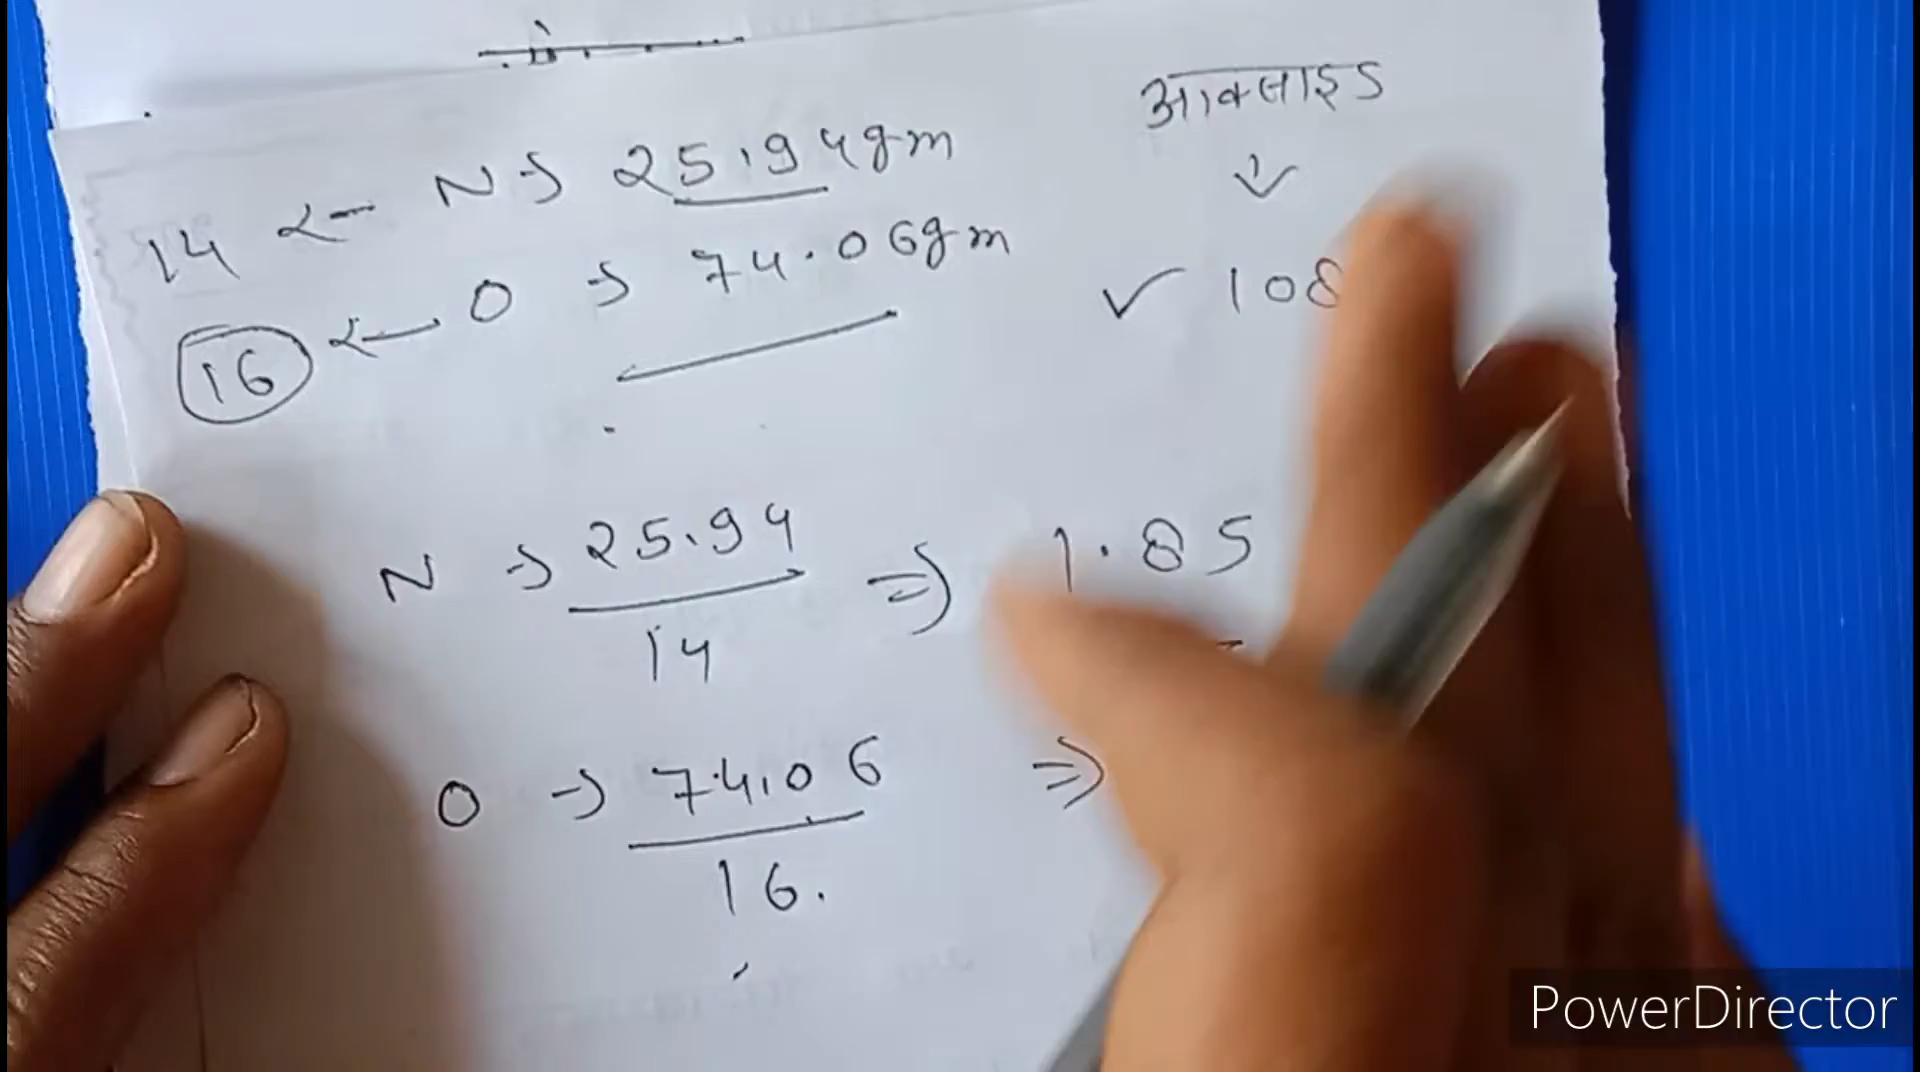 आक्साइड
14 ← N → 25.94gm
16 ← O → 74.06gm
✓ 108
N → 25.94 / 14 ⇒ 1.85
O → 74.06 / 16. ⇒
PowerDirector